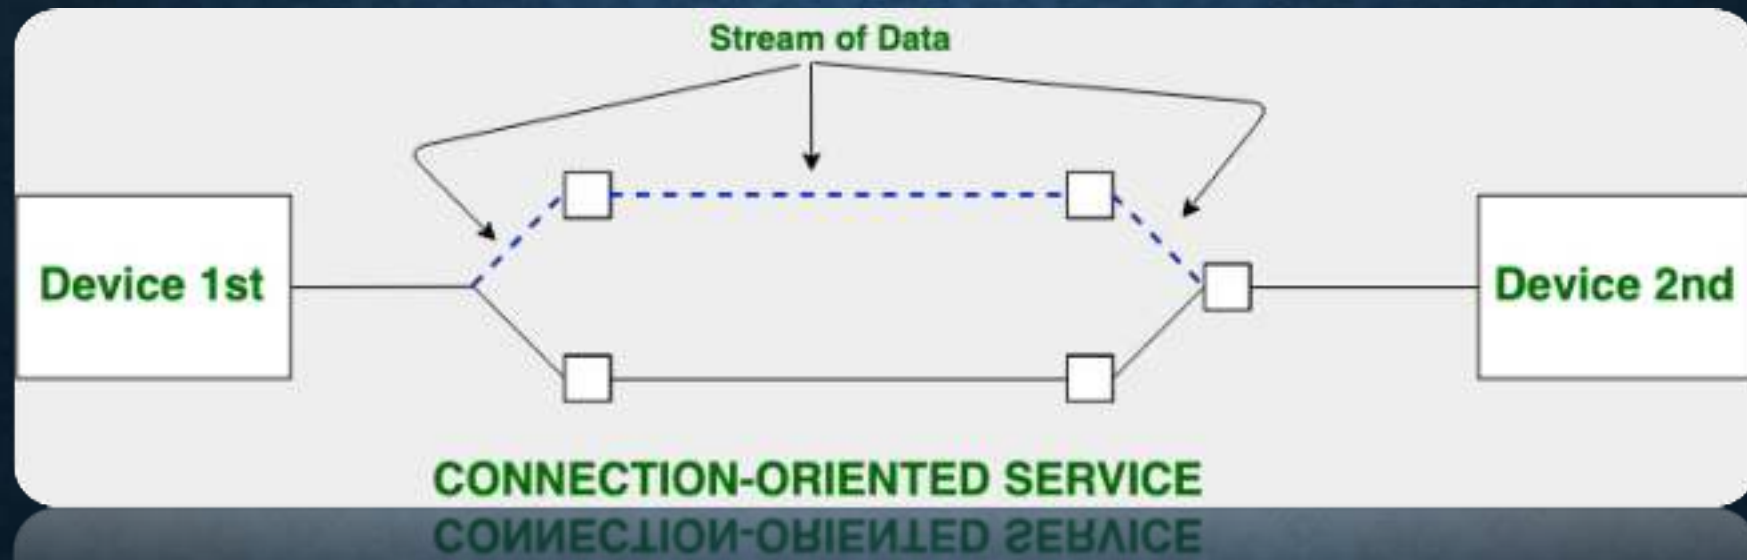 Stream of Data
Device 1st
Device 2nd
CONNECTION-ORIENTED SERVICE